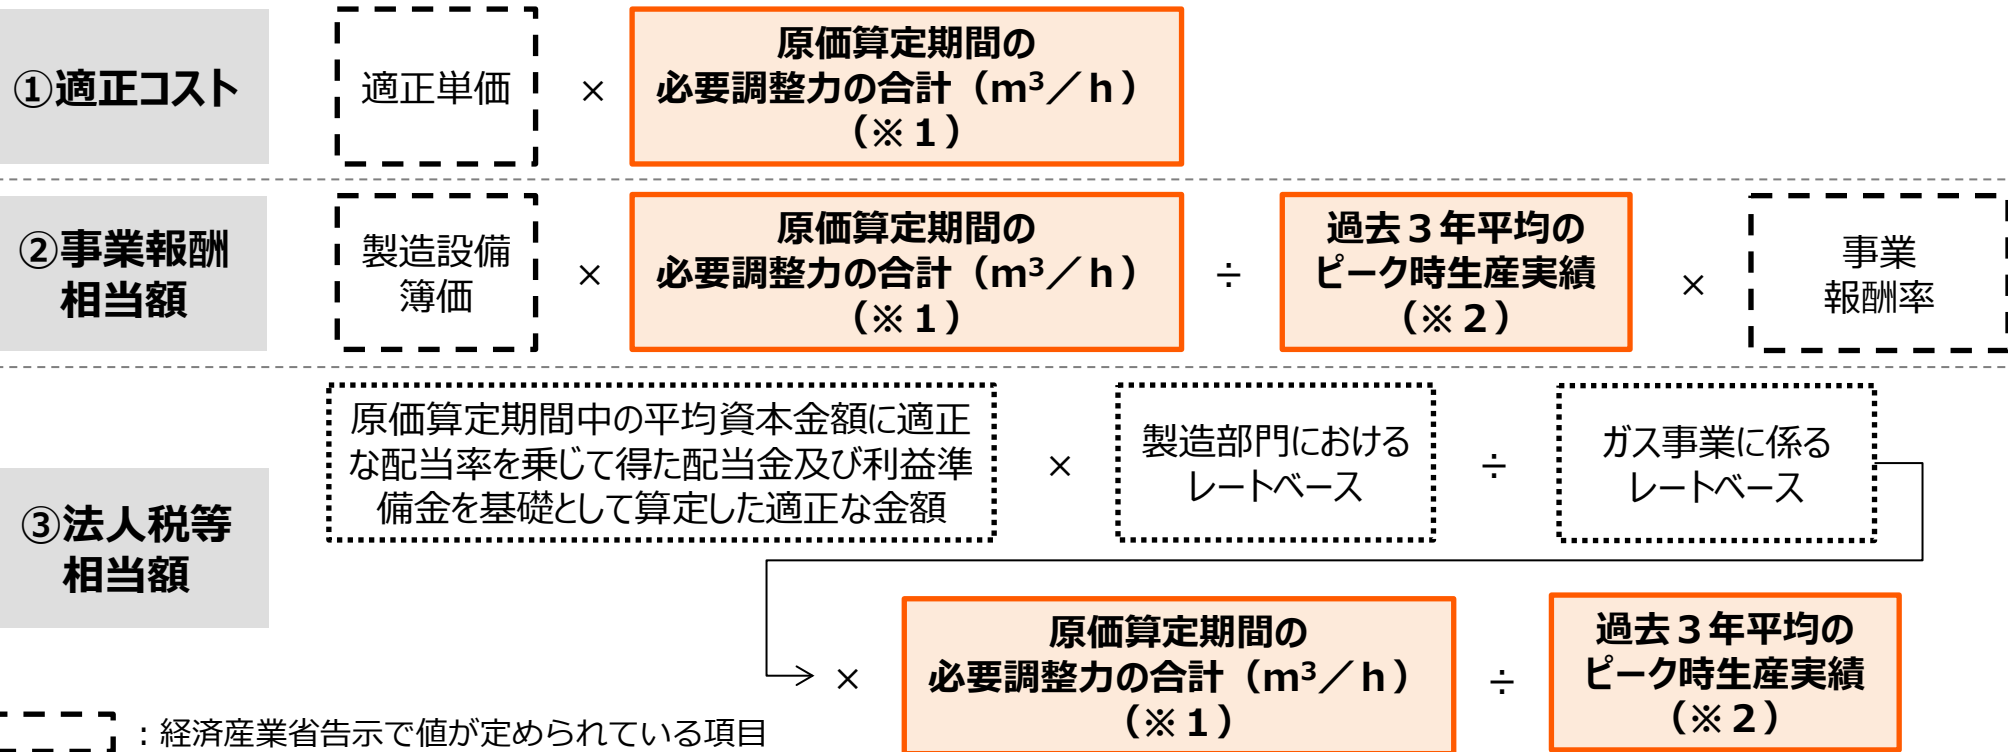 ①適正コスト
適正単価
×
原価算定期間の
必要調整力の合計（m³／h）
（※１）
②事業報酬
相当額
製造設備
簿価
×
原価算定期間の
必要調整力の合計（m³／h）
（※１）
÷
過去３年平均の
ピーク時生産実績
（※２）
×
事業
報酬率
③法人税等
相当額
原価算定期間中の平均資本金額に適正
な配当率を乗じて得た配当金及び利益準
備金を基礎として算定した適正な金額
×
製造部門における
レートベース
÷
ガス事業に係る
レートベース
×
原価算定期間の
必要調整力の合計（m³／h）
（※１）
÷
過去３年平均の
ピーク時生産実績
（※２）
：経済産業省告示で値が定められている項目